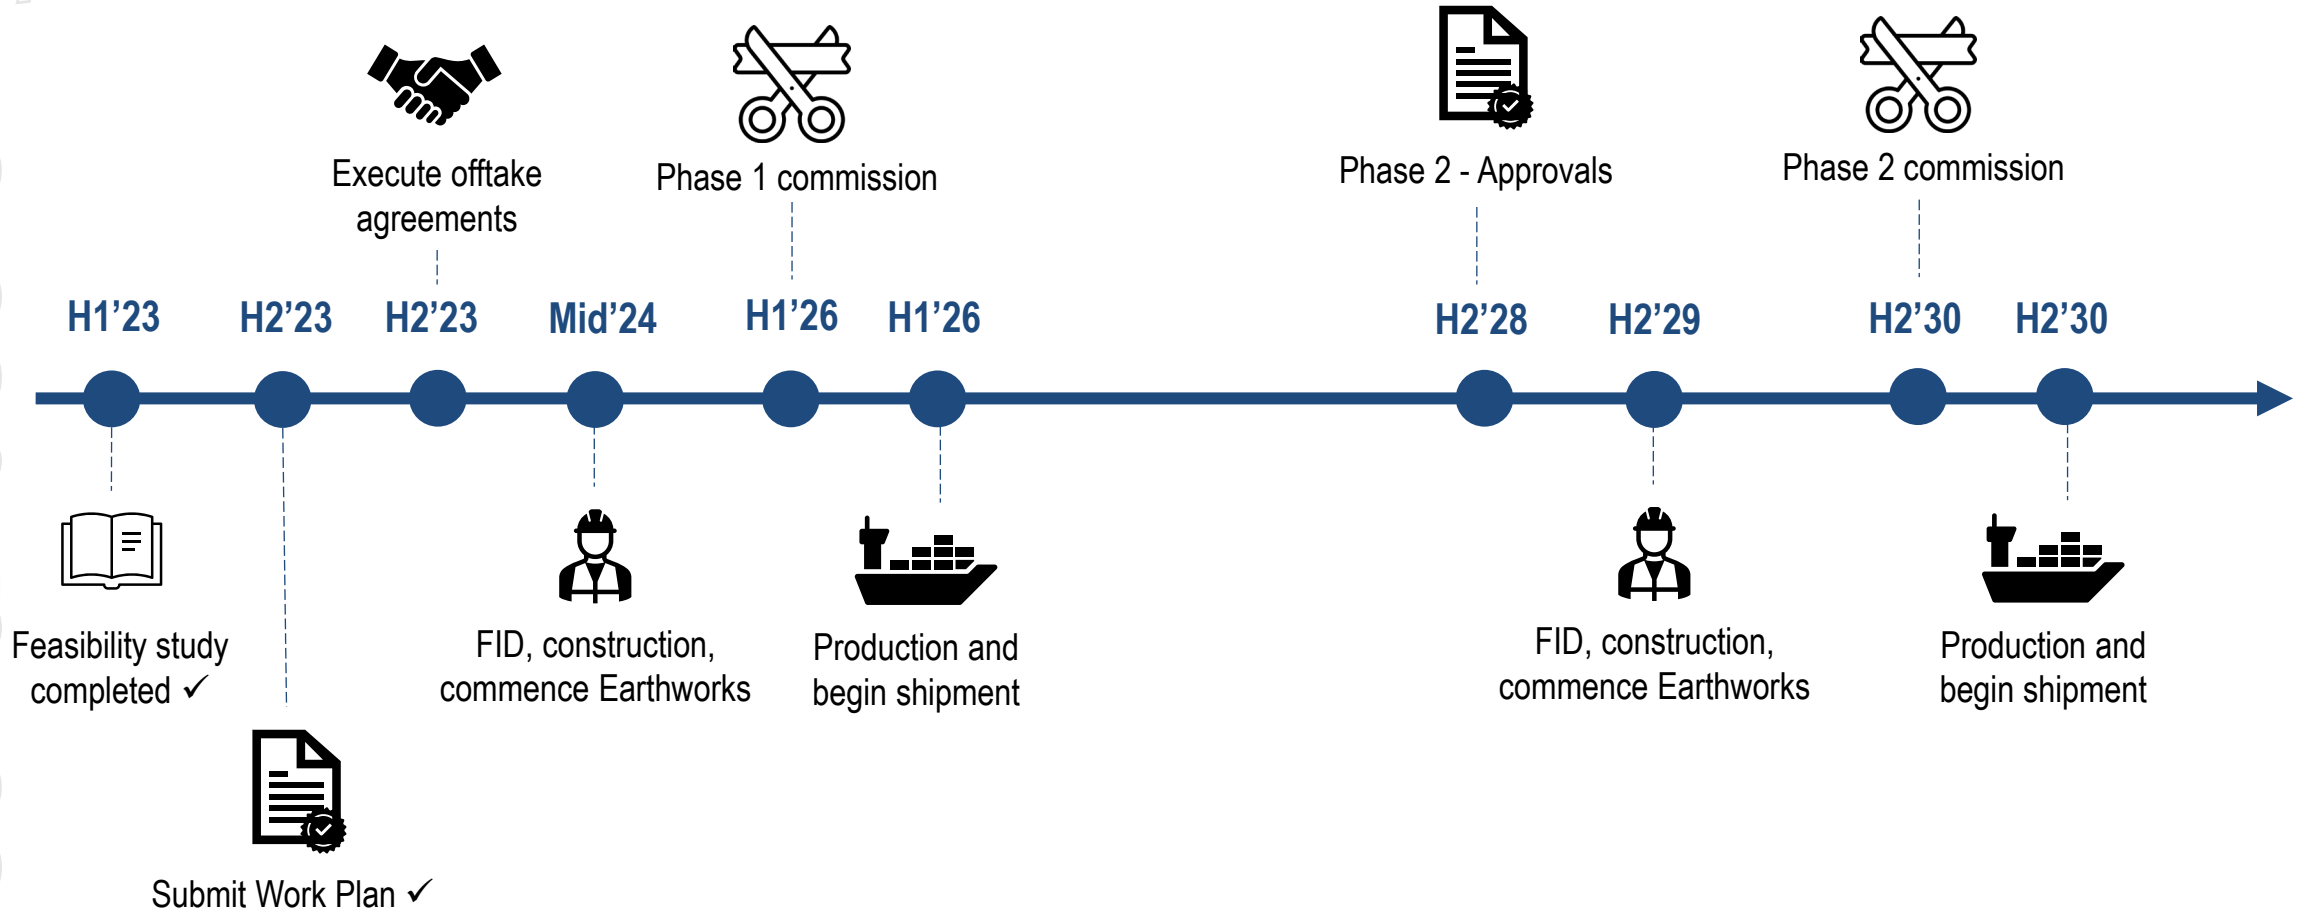 Execute offtake
agreements
Phase 1 commission
Phase 2 - Approvals
Phase 2 commission
H1’23
H2’23
H2’23
Mid’24
H1’26
H1’26
H2’28
H2’29
H2’30
H2’30
Feasibility study
completed ✓
Submit Work Plan ✓
FID, construction,
commence Earthworks
Production and
begin shipment
FID, construction,
commence Earthworks
Production and
begin shipment